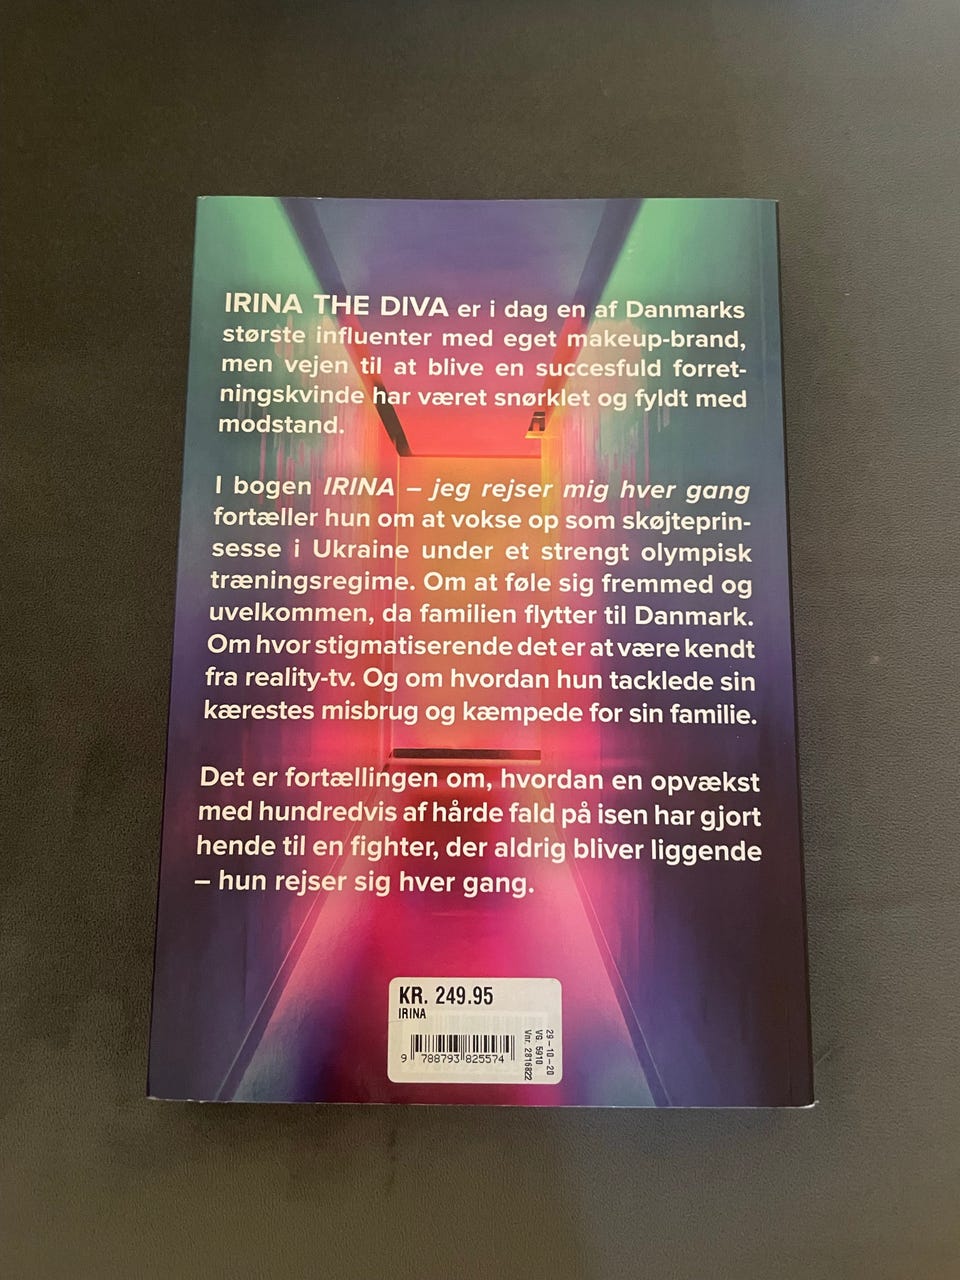 IRINA THE DIVA er i dag en af Danmarks
største influenter med eget makeup-brand,
men vejen til at blive en succesfuld forret-
ningskvinde har været snørklet og fyldt med
modstand.
I bogen IRINA – jeg rejser mig hver gang
fortæller hun om at vokse op som skøjteprin-
sesse i Ukraine under et strengt olympisk
træningsregime. Om at føle sig fremmed og
uvelkommen, da familien flytter til Danmark.
Om hvor stigmatiserende det er at være kendt
fra reality-tv. Og om hvordan hun tacklede sin
kærestes misbrug og kæmpede for sin familie.
Det er fortællingen om, hvordan en opvækst
med hundredvis af hårde fald på isen har gjort
hende til en fighter, der aldrig bliver liggende
– hun rejser sig hver gang.
KR. 249.95
IRINA
9 788793 825574
29-10-20
VG. 5910
Vnr. 2816822